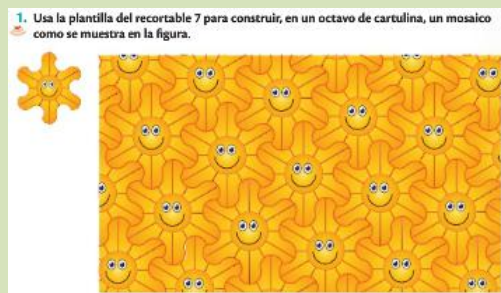 1. Usa la plantilla del recortable 7 para construir, en un octavo de cartulina, un mosaico
como se muestra en la figura.